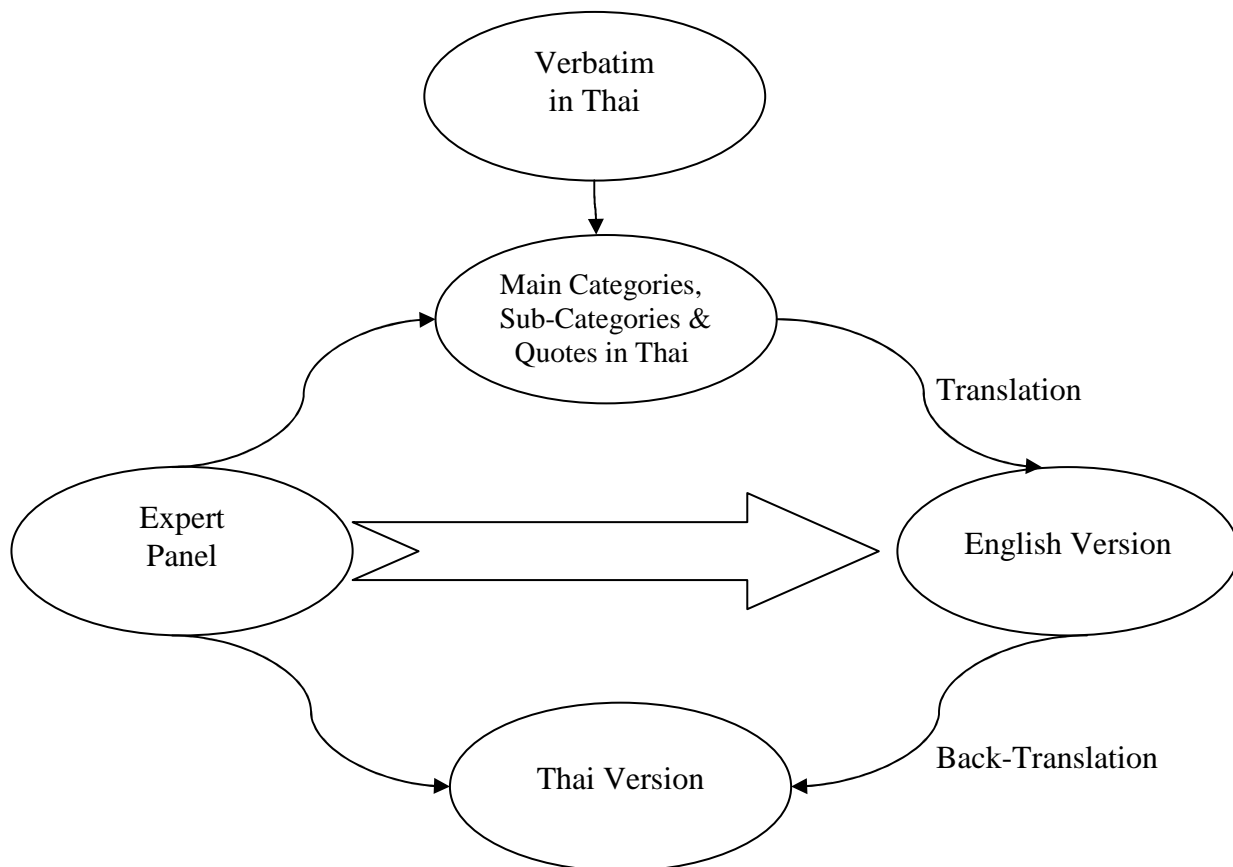 Verbatim
in Thai
Main Categories,
Sub-Categories &
Quotes in Thai
Translation
Expert
Panel
English Version
Back-Translation
Thai Version